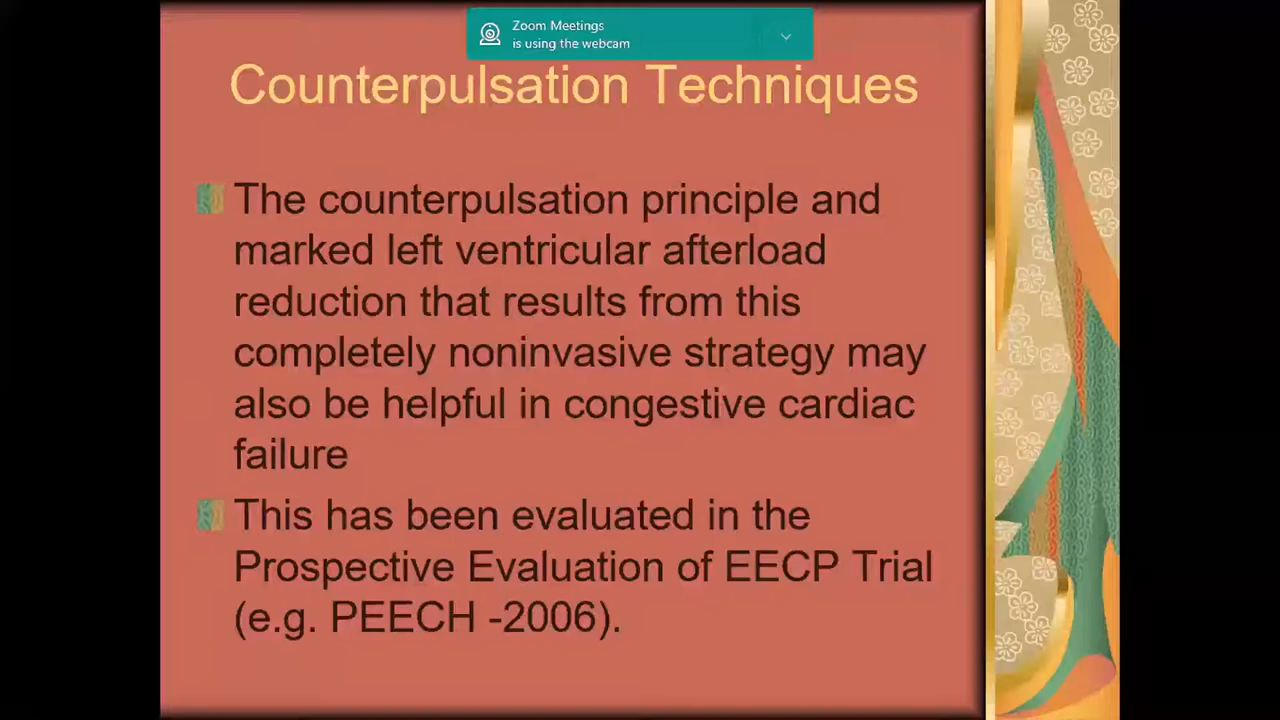 Zoom Meetings
is using the webcam
Counterpulsation Techniques
The counterpulsation principle and
marked left ventricular afterload
reduction that results from this
completely noninvasive strategy may
also be helpful in congestive cardiac
failure
This has been evaluated in the
Prospective Evaluation of EECP Trial
(e.g. PEECH -2006).